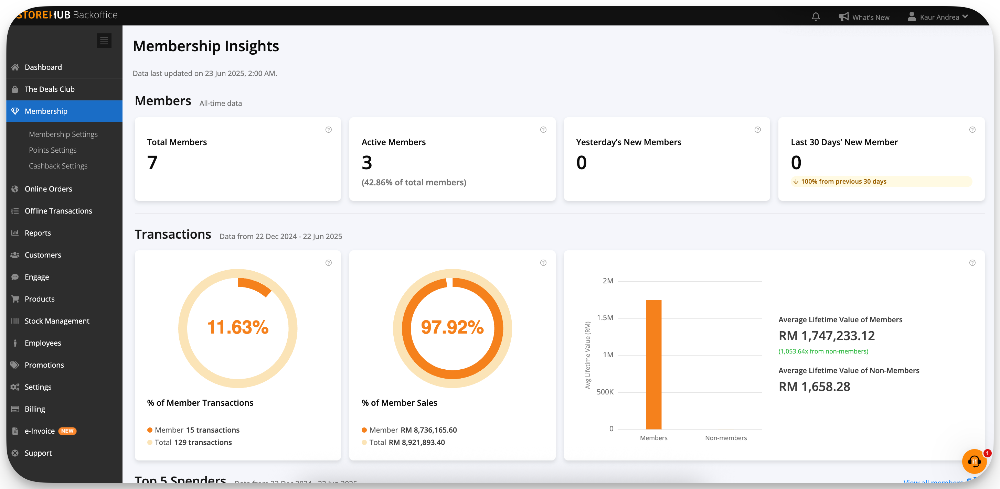 STOREHUB Backoffice
What's New
Kaur Andrea
Dashboard
The Deals Club
Membership
Membership Settings
Points Settings
Cashback Settings
Online Orders
Offline Transactions
Reports
Customers
Engage
Products
Stock Management
Employees
Promotions
Settings
Billing
e-Invoice NEW
Support
Membership Insights
Data last updated on 23 Jun 2025, 2:00 AM.
Members All-time data
Total Members
7
Active Members
3
(42.86% of total members)
Yesterday’s New Members
0
Last 30 Days’ New Member
0
↓ 100% from previous 30 days
Transactions Data from 22 Dec 2024 - 22 Jun 2025
11.63%
% of Member Transactions
Member 15 transactions
Total 129 transactions
97.92%
% of Member Sales
Member RM 8,736,165.60
Total RM 8,921,893.40
Avg Lifetime Value (RM)
2M
1.5M
1M
500K
0
Members
Non-members
Average Lifetime Value of Members
RM 1,747,233.12
(1,053.64x from non-members)
Average Lifetime Value of Non-Members
RM 1,658.28
1
Top 5 Spenders
View all members